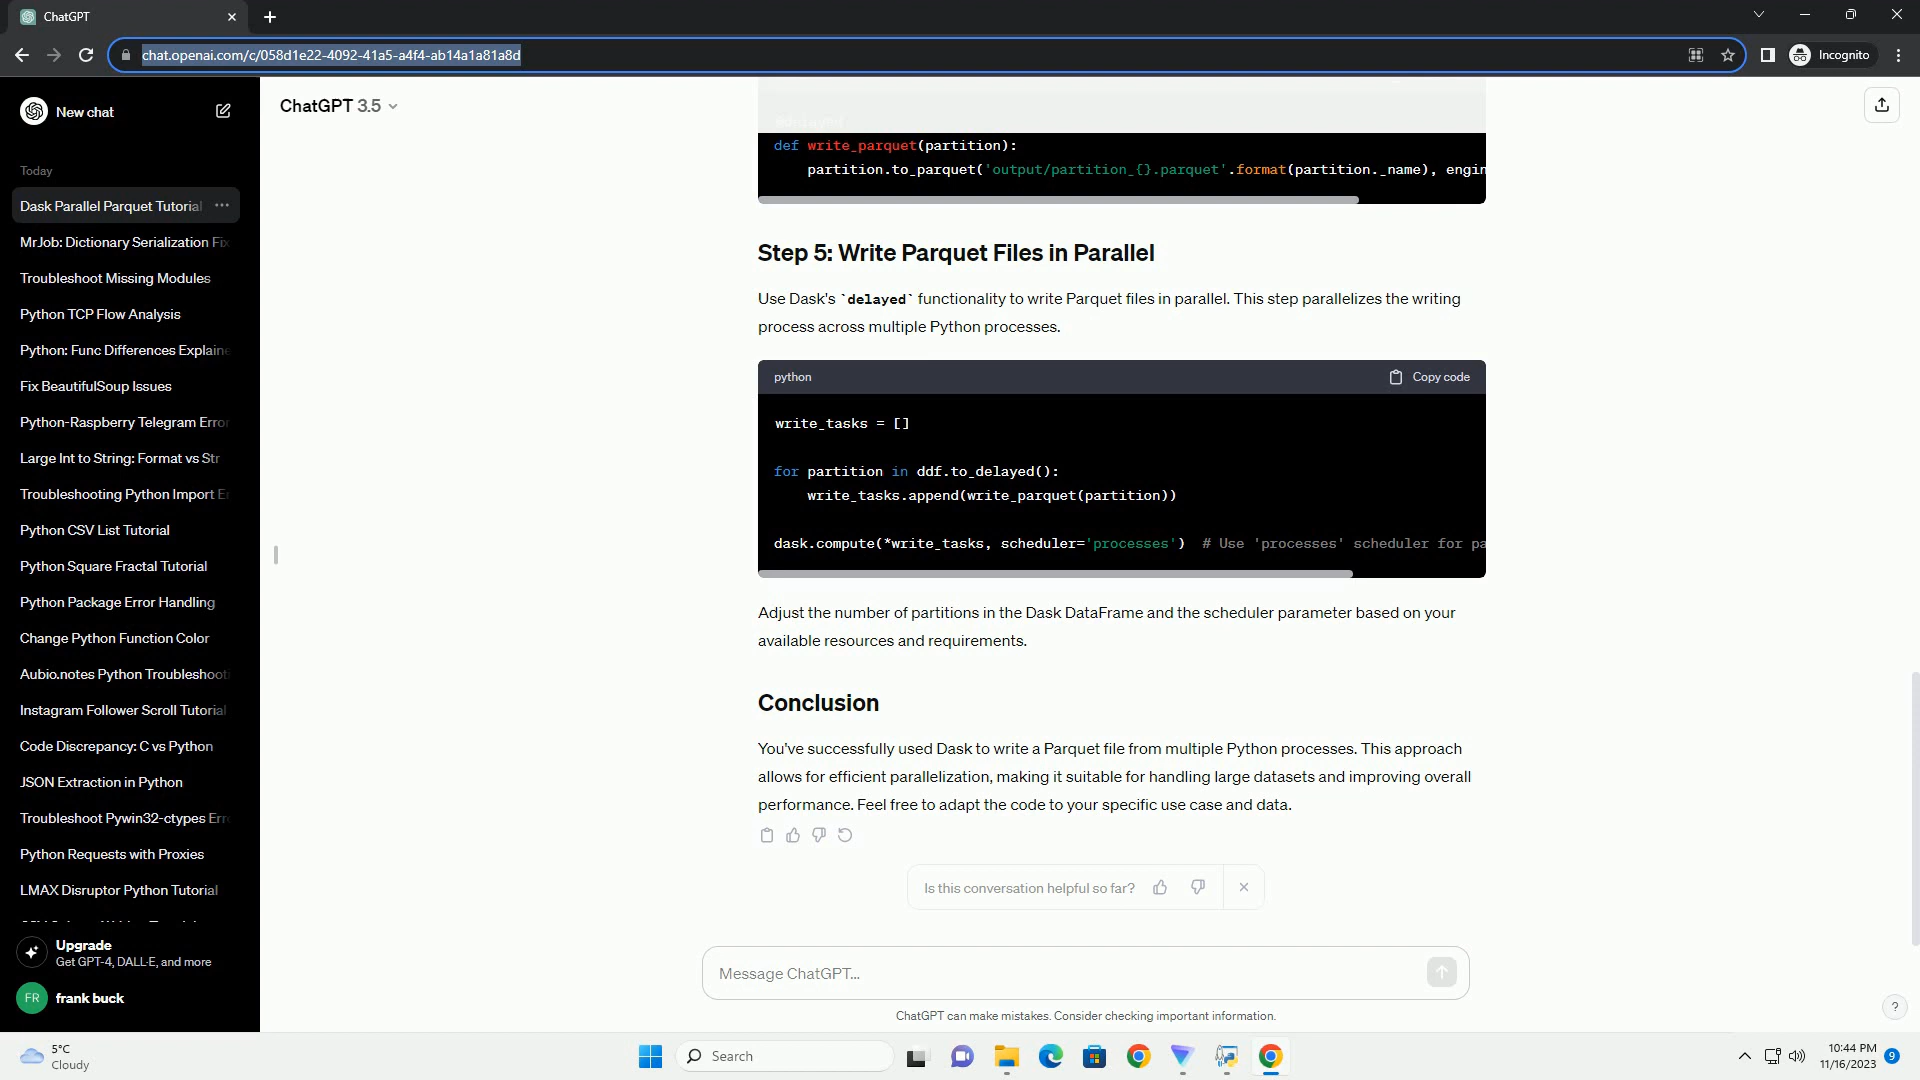 ChatGPT
chat.openai.com/c/058d1e22-4092-41a5-a4f4-ab14a1a81a8d
Incognito
New chat
Today
Dask Parallel Parquet Tutorial
MrJob: Dictionary Serialization Fix
Troubleshoot Missing Modules
Python TCP Flow Analysis
Python: Func Differences Explaine
Fix BeautifulSoup Issues
Python-Raspberry Telegram Error
Large Int to String: Format vs Str
Troubleshooting Python Import Er
Python CSV List Tutorial
Python Square Fractal Tutorial
Python Package Error Handling
Change Python Function Color
Aubio.notes Python Troubleshooti
Instagram Follower Scroll Tutorial
Code Discrepancy: C vs Python
JSON Extraction in Python
Troubleshoot Pywin32-ctypes Erro
Python Requests with Proxies
LMAX Disruptor Python Tutorial
Upgrade
Get GPT-4, DALL·E, and more
FR frank buck
ChatGPT 3.5
def write_parquet(partition):
partition.to_parquet('output/partition_{}.parquet'.format(partition._name), engin
Step 5: Write Parquet Files in Parallel
Use Dask's `delayed` functionality to write Parquet files in parallel. This step parallelizes the writing
process across multiple Python processes.
python
Copy code
write_tasks = []
for partition in ddf.to_delayed():
write_tasks.append(write_parquet(partition))
dask.compute(*write_tasks, scheduler='processes') # Use 'processes' scheduler for pa
Adjust the number of partitions in the Dask DataFrame and the scheduler parameter based on your
available resources and requirements.
Conclusion
You've successfully used Dask to write a Parquet file from multiple Python processes. This approach
allows for efficient parallelization, making it suitable for handling large datasets and improving overall
performance. Feel free to adapt the code to your specific use case and data.
Is this conversation helpful so far?
Message ChatGPT...
ChatGPT can make mistakes. Consider checking important information.
?
5°C
Cloudy
Search
10:44 PM
11/16/2023
9